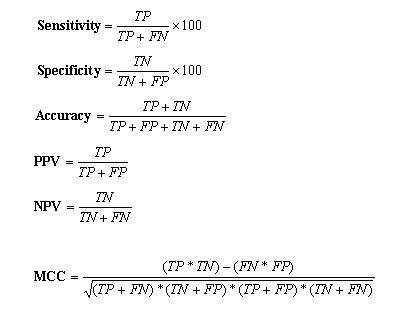 Sensitivity = TP / TP + FN × 100
Specificity = TN / TN + FP × 100
Accuracy = TP + TN / TP + FP + TN + FN
PPV = TP / TP + FP
NPV = TN / TN + FN
MCC = (TP * TN) – (FN * FP) / √(TP + FN) * (TN + FP) * (TP + FP) * (TN + FN)